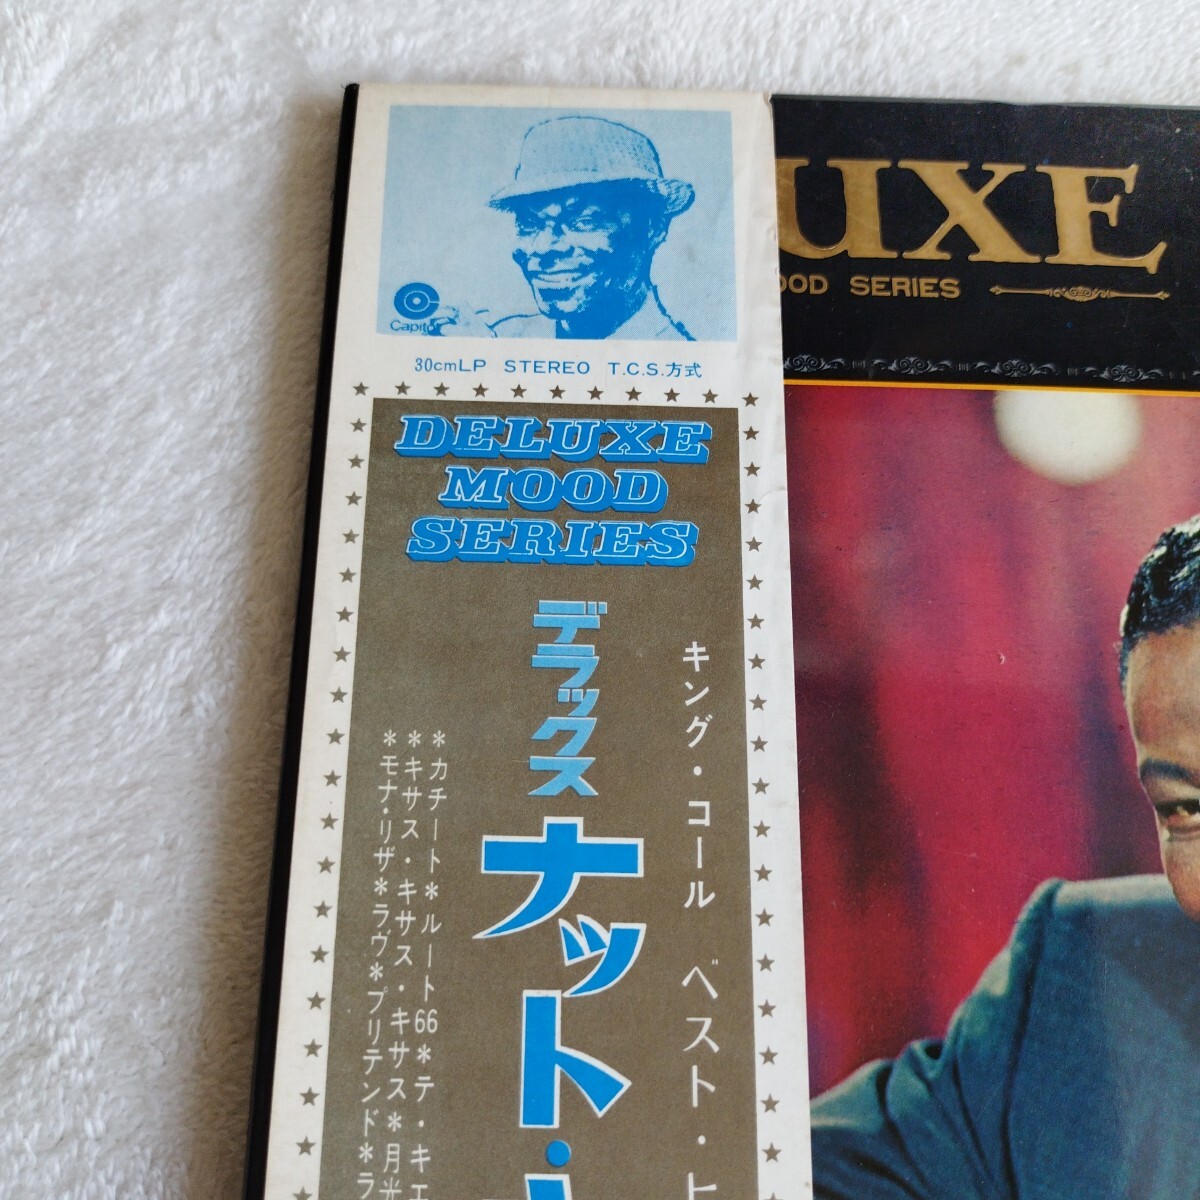 UXE
OOD SERIES
Capitol
30cmLP STEREO T.C.S.方式
DELUXE
MOOD
SERIES
キング・コール ベスト・ヒ
デラックス
ナット・
*カチート*ルート66*テ・キエ
*キサス・キサス・キサス*月光
*モナ・リザ*ラヴ*プリテンド*ラ